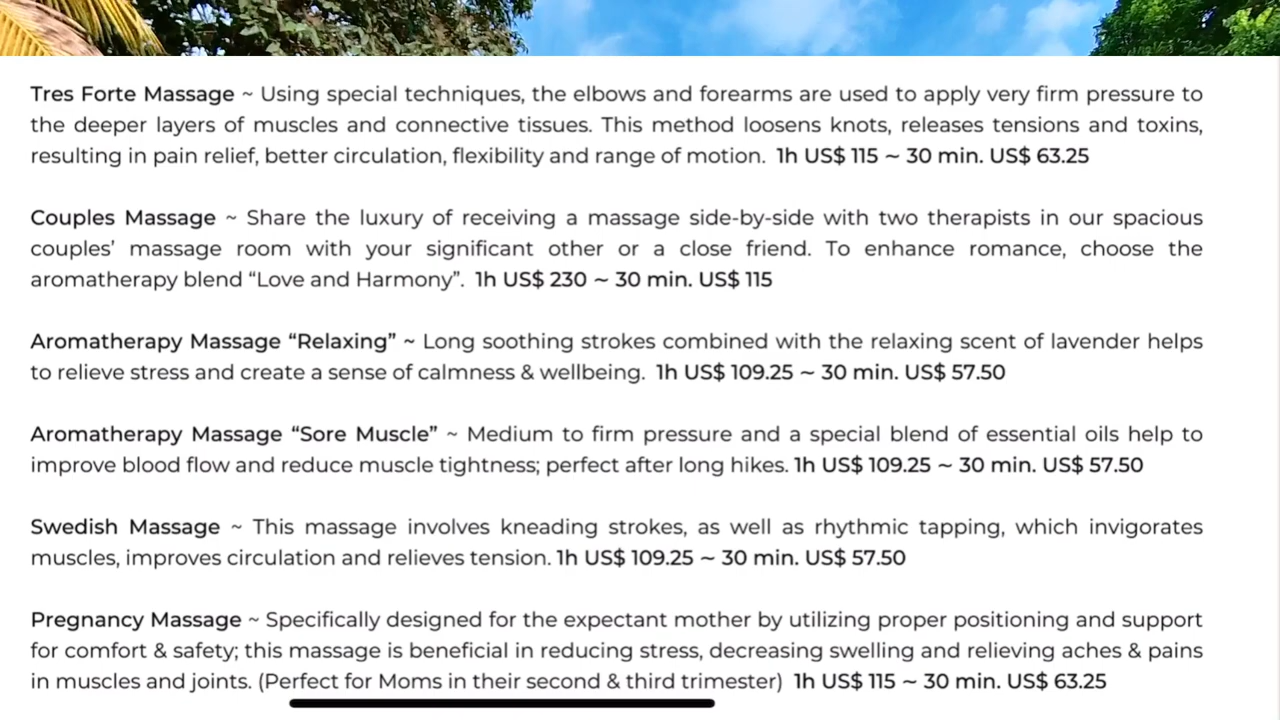 Tres Forte Massage ~ Using special techniques, the elbows and forearms are used to apply very firm pressure to
the deeper layers of muscles and connective tissues. This method loosens knots, releases tensions and toxins,
resulting in pain relief, better circulation, flexibility and range of motion. 1h US$ 115 ~ 30 min. US$ 63.25
Couples Massage ~ Share the luxury of receiving a massage side-by-side with two therapists in our spacious
couples’ massage room with your significant other or a close friend. To enhance romance, choose the
aromatherapy blend “Love and Harmony”. 1h US$ 230 ~ 30 min. US$ 115
Aromatherapy Massage “Relaxing” ~ Long soothing strokes combined with the relaxing scent of lavender helps
to relieve stress and create a sense of calmness & wellbeing. 1h US$ 109.25 ~ 30 min. US$ 57.50
Aromatherapy Massage “Sore Muscle” ~ Medium to firm pressure and a special blend of essential oils help to
improve blood flow and reduce muscle tightness; perfect after long hikes. 1h US$ 109.25 ~ 30 min. US$ 57.50
Swedish Massage ~ This massage involves kneading strokes, as well as rhythmic tapping, which invigorates
muscles, improves circulation and relieves tension. 1h US$ 109.25 ~ 30 min. US$ 57.50
Pregnancy Massage ~ Specifically designed for the expectant mother by utilizing proper positioning and support
for comfort & safety; this massage is beneficial in reducing stress, decreasing swelling and relieving aches & pains
in muscles and joints. (Perfect for Moms in their second & third trimester) 1h US$ 115 ~ 30 min. US$ 63.25